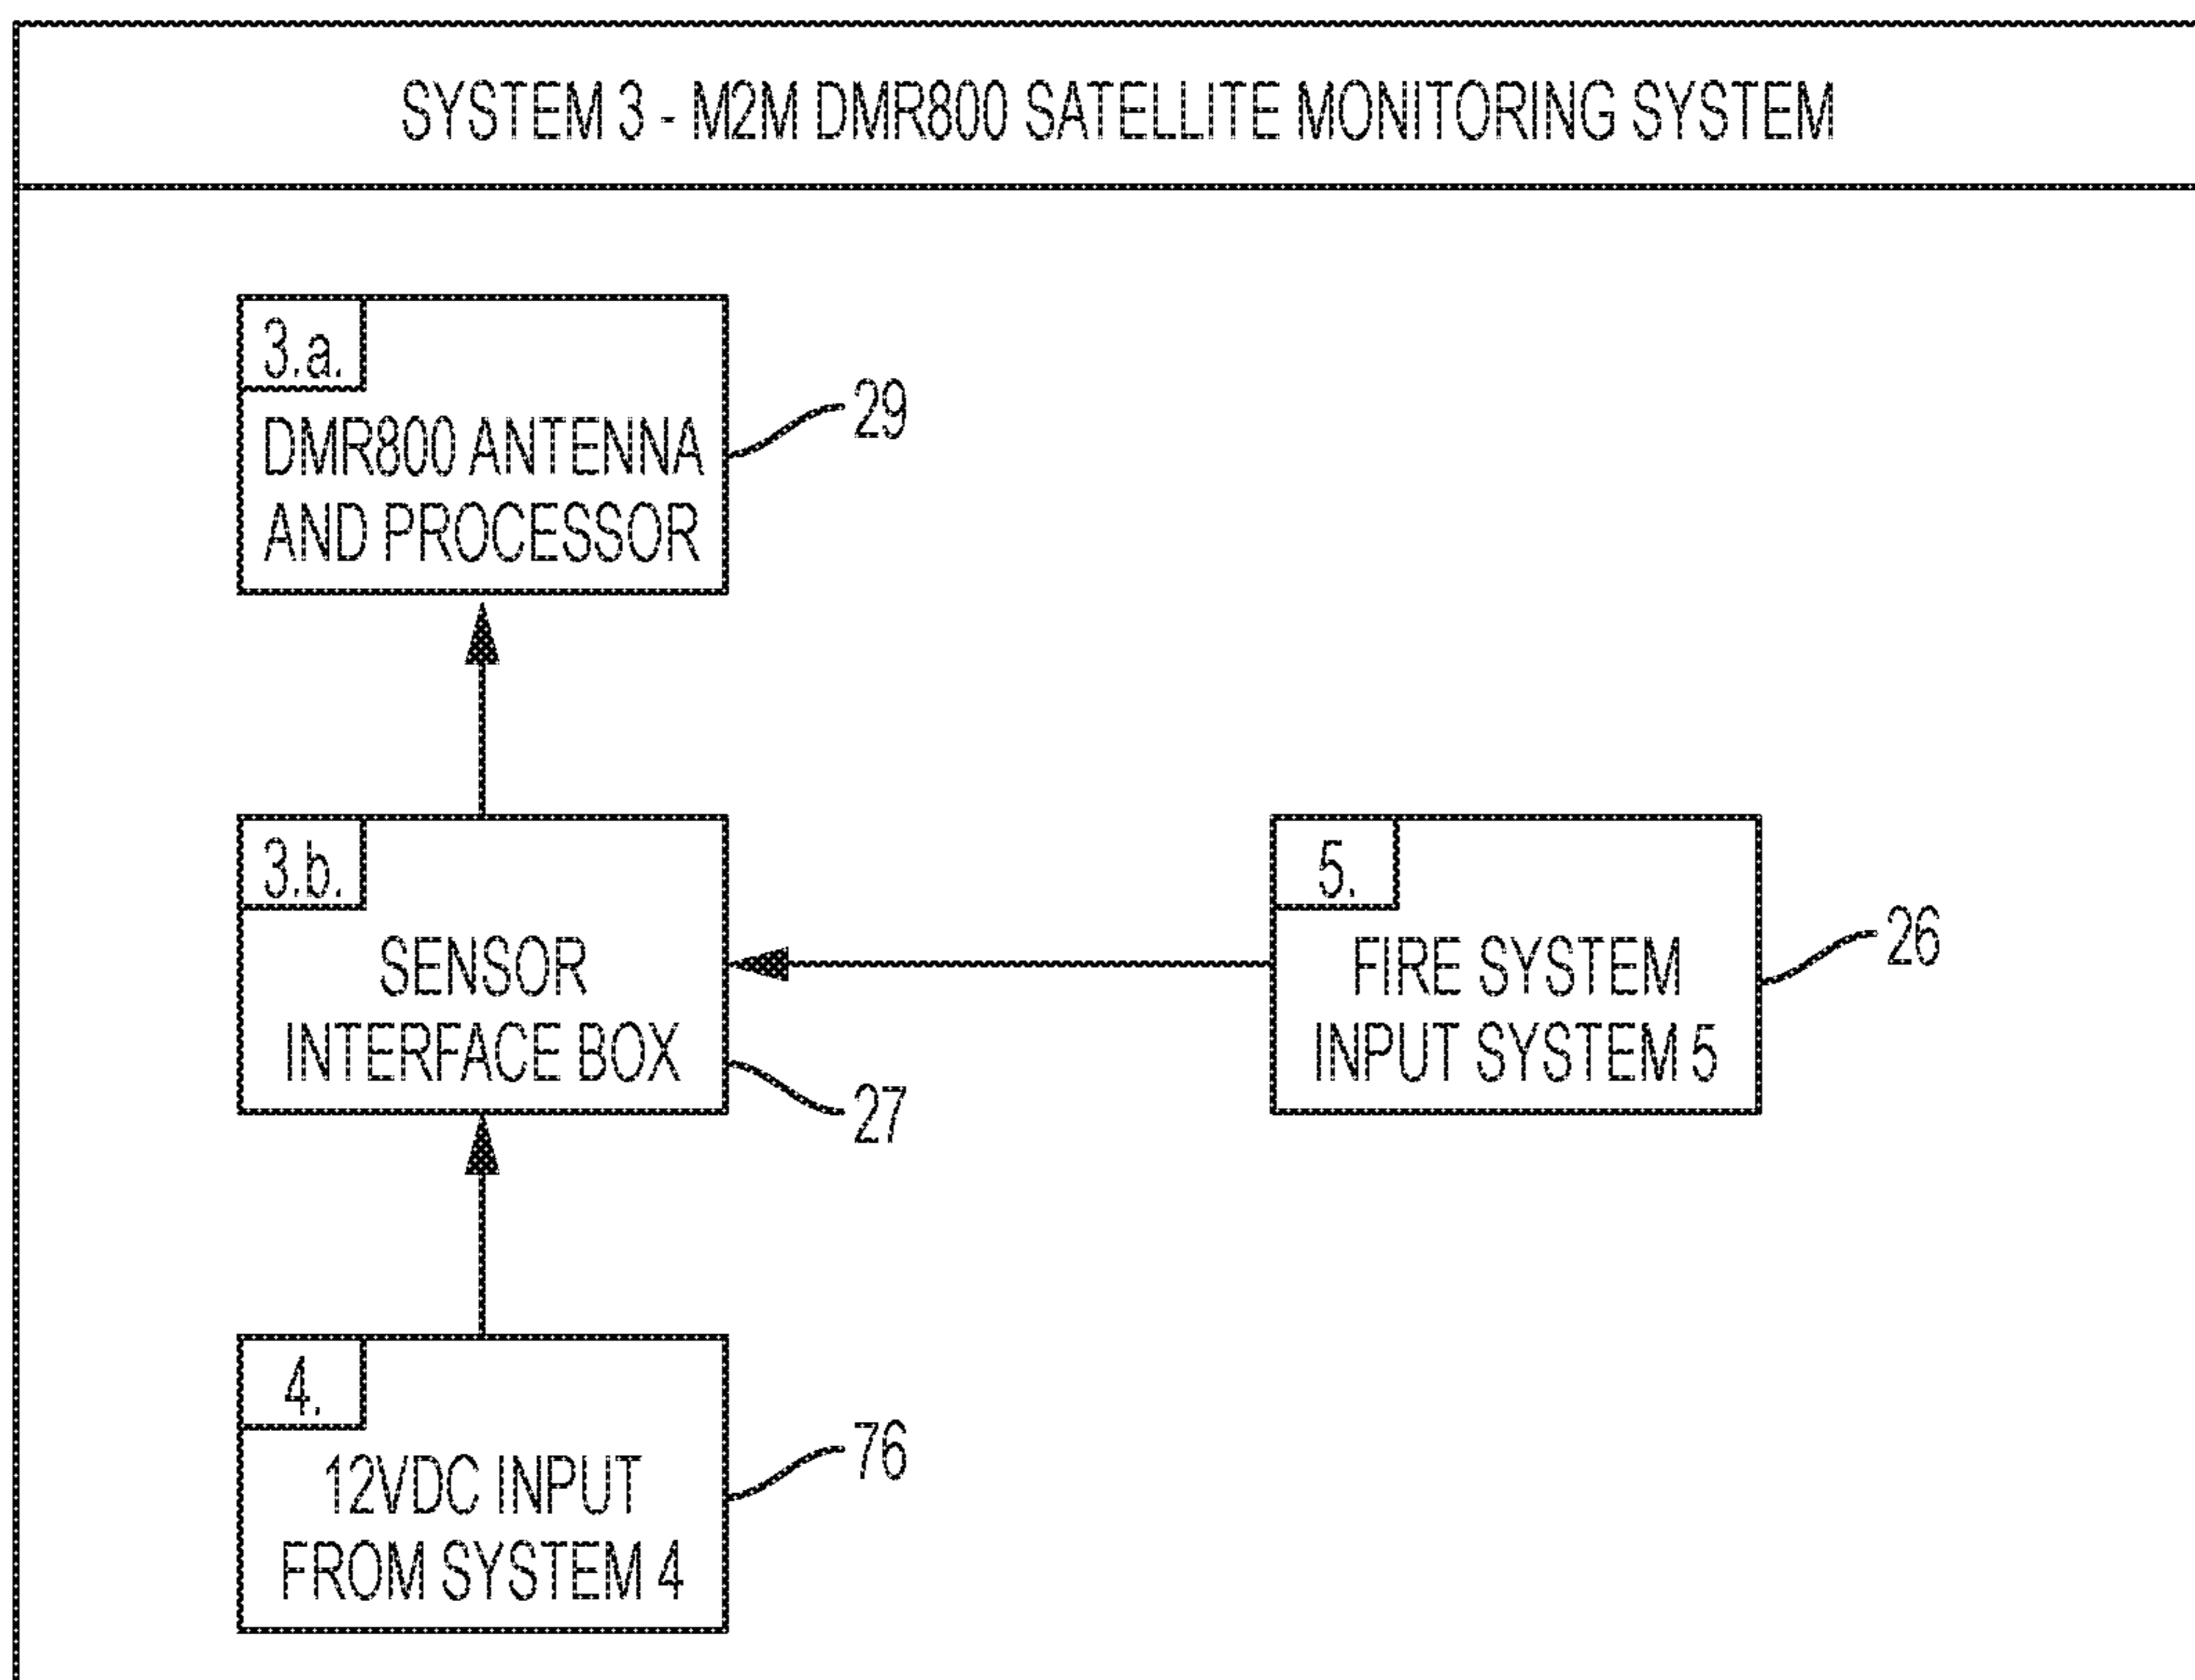 SYSTEM 3 - M2M DMR800 SATELLITE MONITORING SYSTEM
3.a.
DMR800 ANTENNA
AND PROCESSOR
29
3.b.
SENSOR
INTERFACE BOX
27
5.
FIRE SYSTEM
INPUT SYSTEM 5
26
4.
12VDC INPUT
FROM SYSTEM 4
76